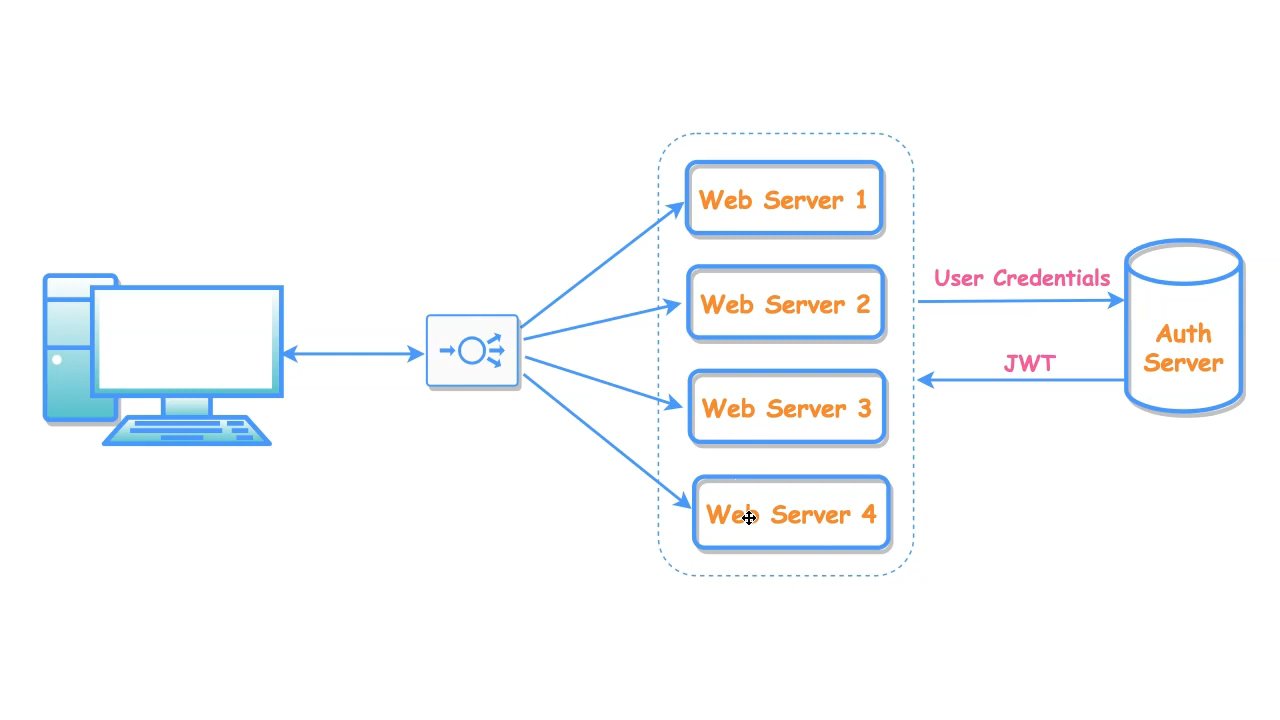 Web Server 1
Web Server 2
Web Server 3
Web Server 4
User Credentials
JWT
Auth
Server